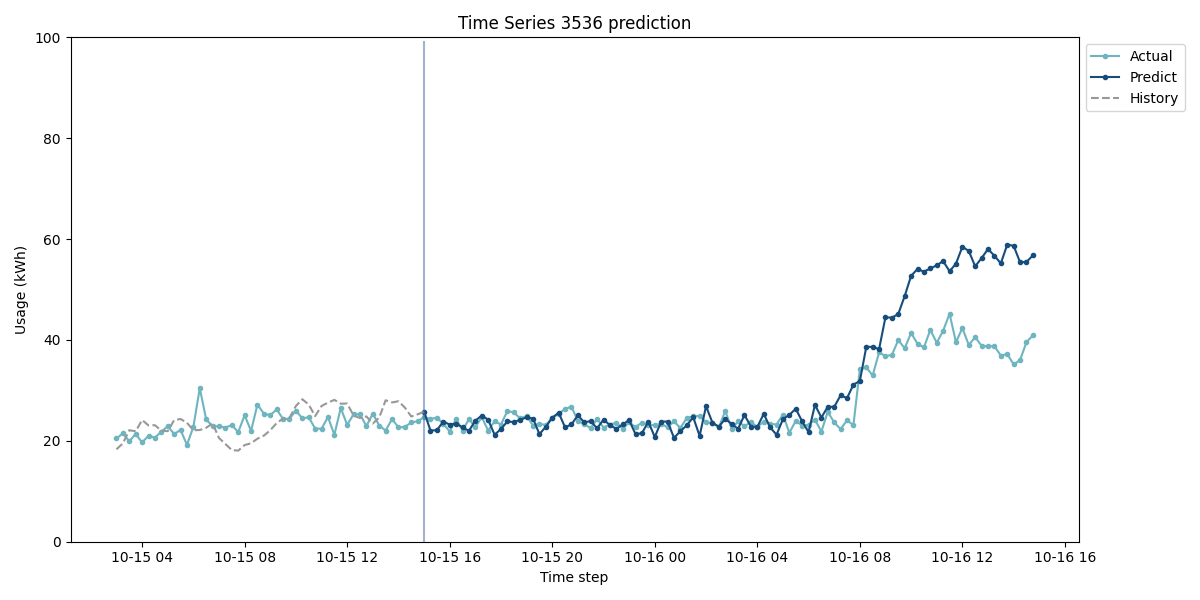 Time Series 3536 prediction
100
80
60
40
20
0
Usage (kWh)
10-15 04
10-15 08
10-15 12
10-15 16
10-15 20
10-16 00
10-16 04
10-16 08
10-16 12
10-16 16
Time step
Actual
Predict
History